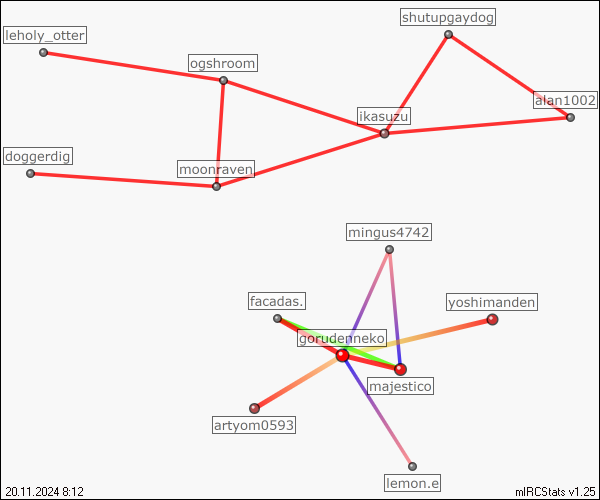 shutupgaydog
leholy_otter
ogshroom
alan1002
ikasuzu
doggerdig
moonraven
mingus4742
facadas.
yoshimanden
gorudenneko
majestico
artyom0593
lemon.e
20.11.2024 8:12
mIRCStats v1.25